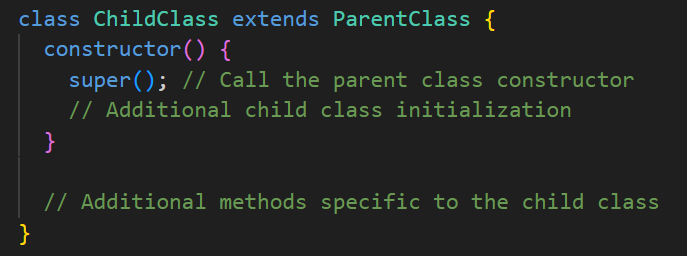 class ChildClass extends ParentClass {
  constructor() {
    super(); // Call the parent class constructor
    // Additional child class initialization
  }

  // Additional methods specific to the child class
}